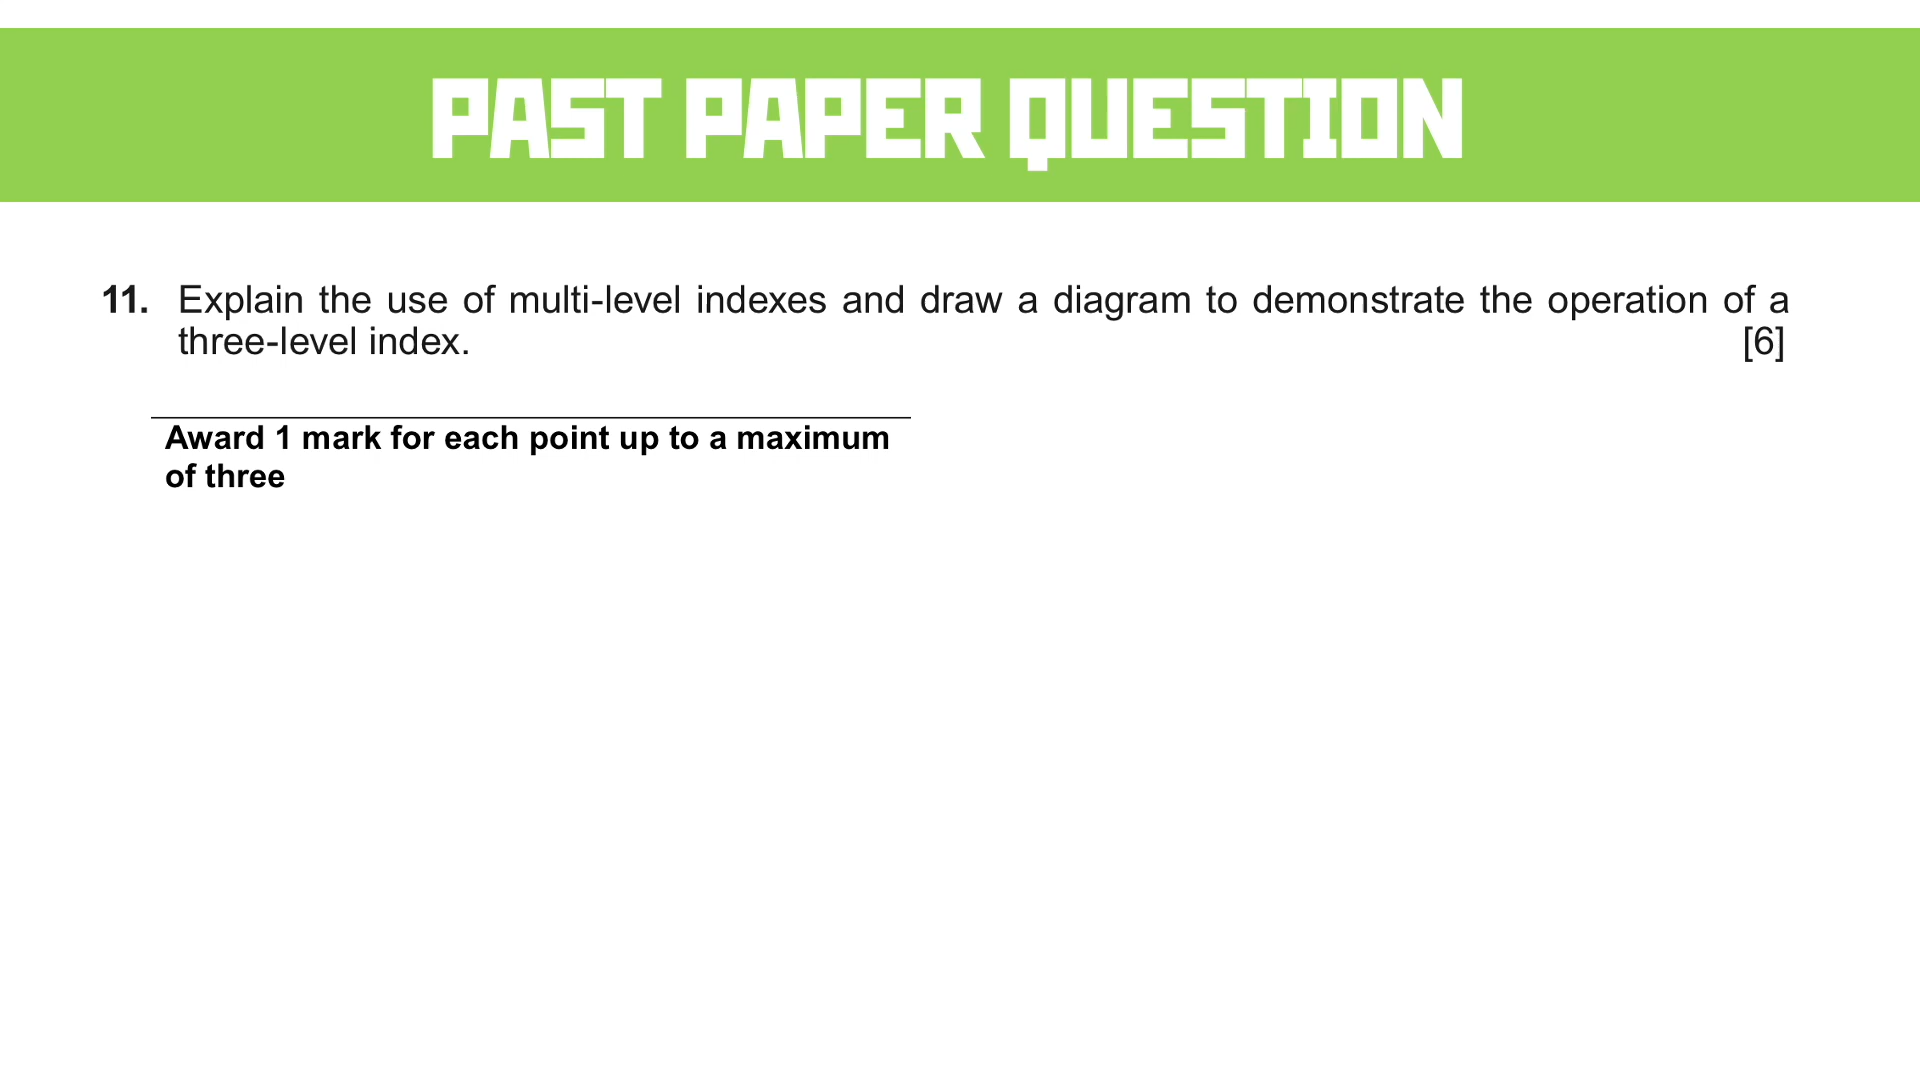 PAST PAPER QUESTION
11. Explain the use of multi-level indexes and draw a diagram to demonstrate the operation of a
three-level index. [6]
Award 1 mark for each point up to a maximum
of three